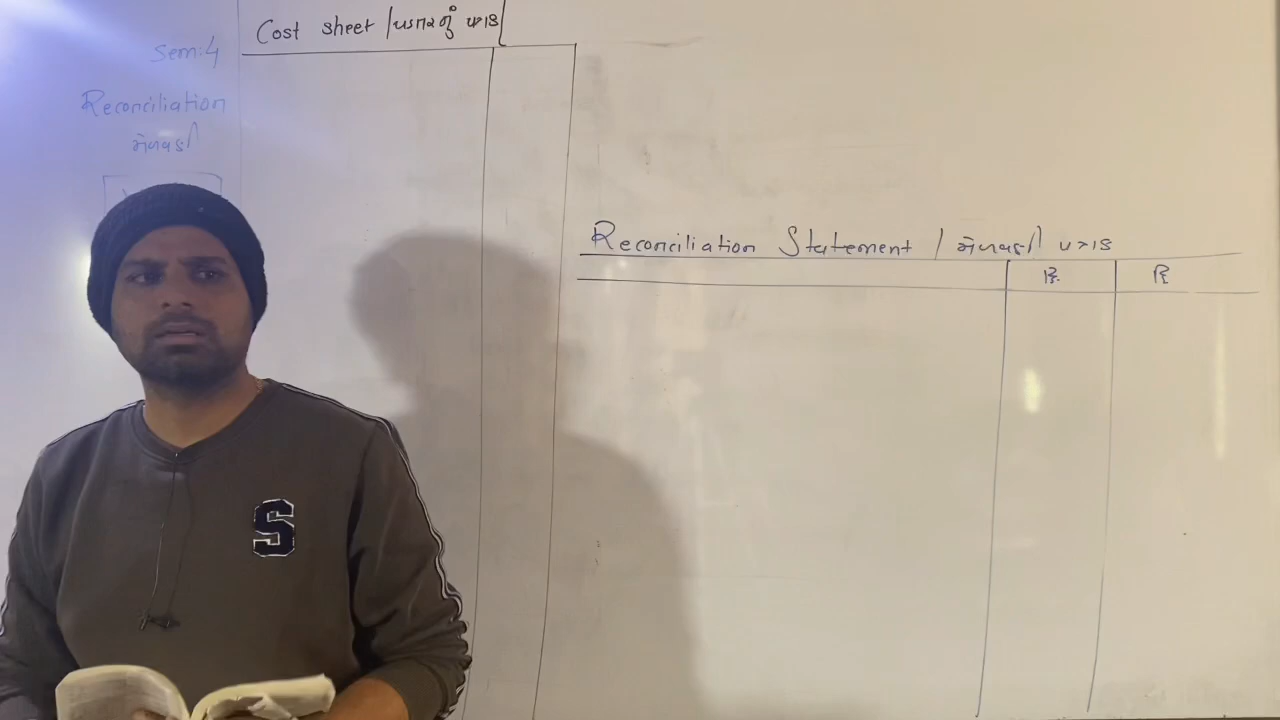 Cost sheet / પડતરનું પત્રક
Sem:4
Reconciliation
મેળવણી
Reconciliation Statement / મેળવણી પત્રક
S